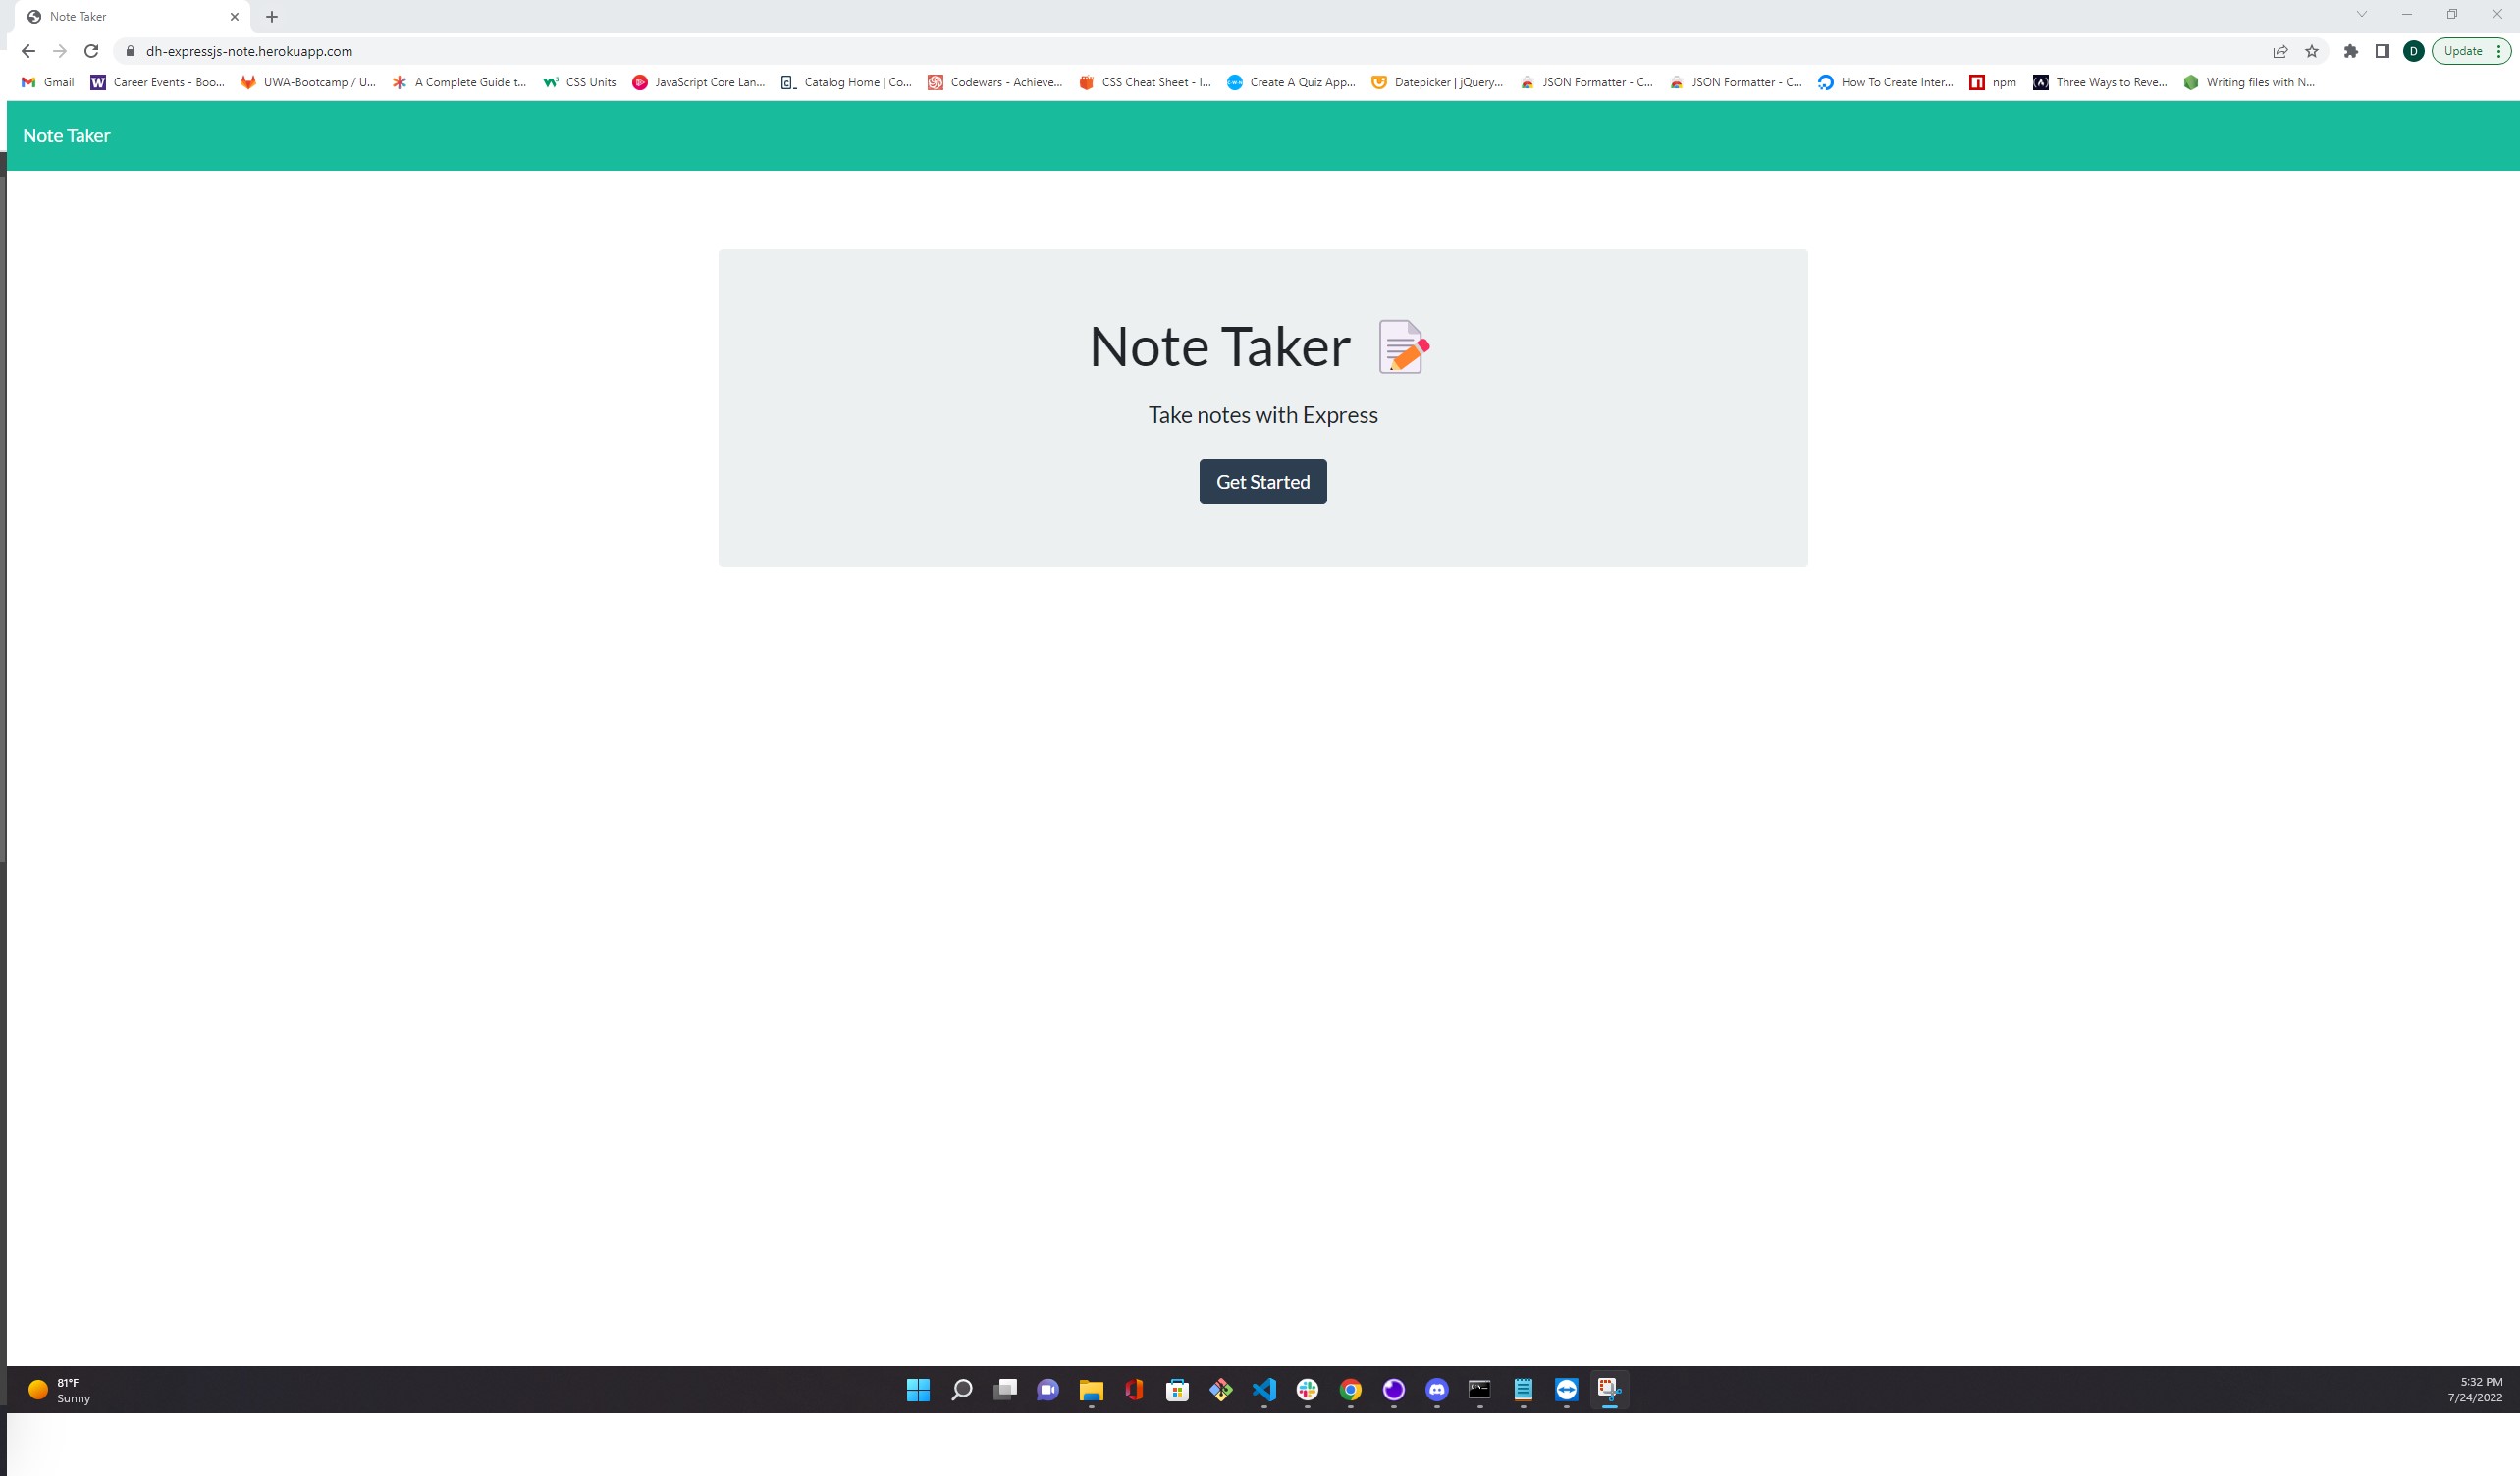 Note Taker
dh-expressjs-note.herokuapp.com
D
Update
Gmail
W Career Events - Boo...
UWA-Bootcamp / U...
A Complete Guide t...
CSS Units
JavaScript Core Lan...
Catalog Home | Co...
Codewars - Achieve...
CSS Cheat Sheet - I...
Create A Quiz App...
Datepicker | jQuery...
JSON Formatter - C...
JSON Formatter - C...
How To Create Inter...
npm
Three Ways to Reve...
Writing files with N...
Note Taker
Note Taker
Take notes with Express
Get Started
81°F
Sunny
5:32 PM
7/24/2022